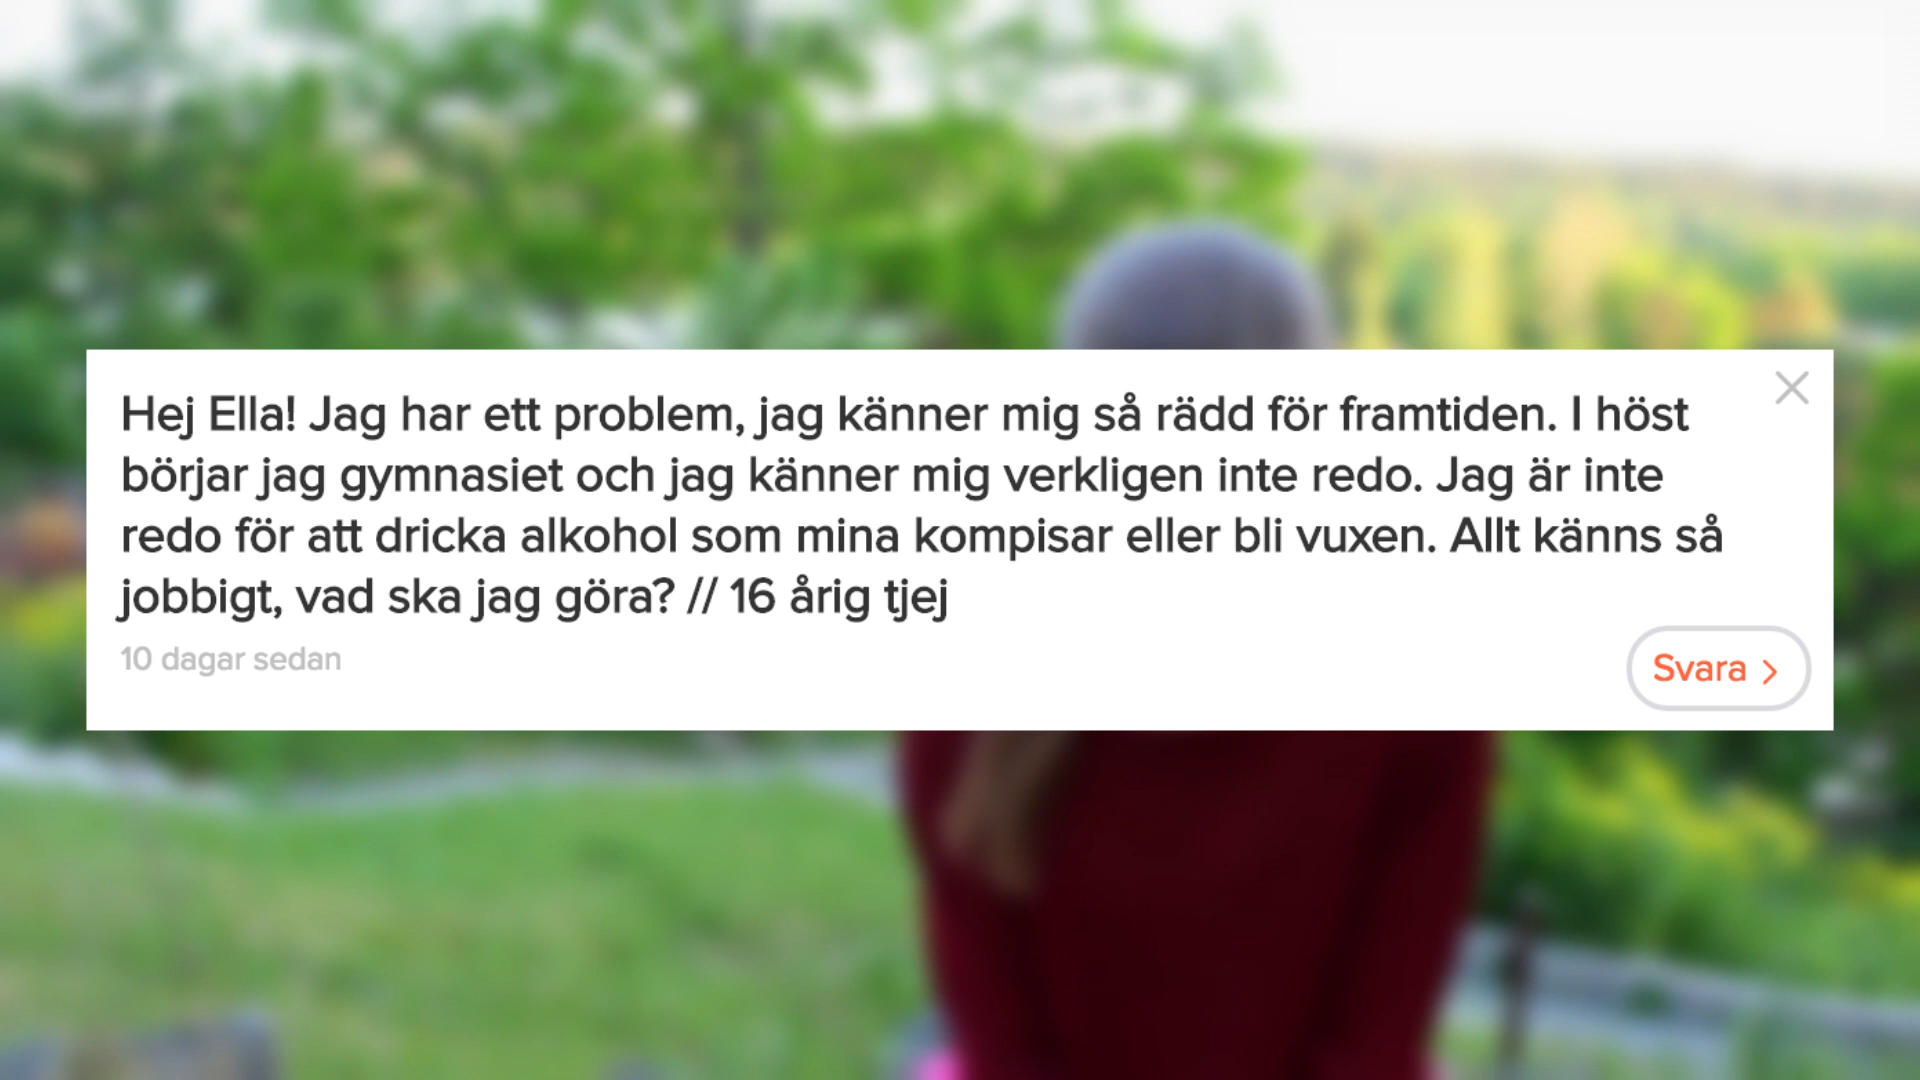 Hej Ella! Jag har ett problem, jag känner mig så rädd för framtiden. I höst
börjar jag gymnasiet och jag känner mig verkligen inte redo. Jag är inte
redo för att dricka alkohol som mina kompisar eller bli vuxen. Allt känns så
jobbigt, vad ska jag göra? // 16 årig tjej
10 dagar sedan
Svara >